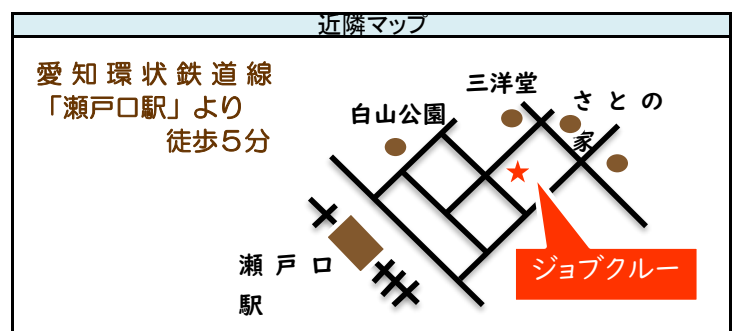 近隣マップ
愛知環状鉄道線
「瀬戸口駅」より
徒歩５分
三洋堂
さとの
家
白山公園
瀬戸口
駅
ジョブクルー